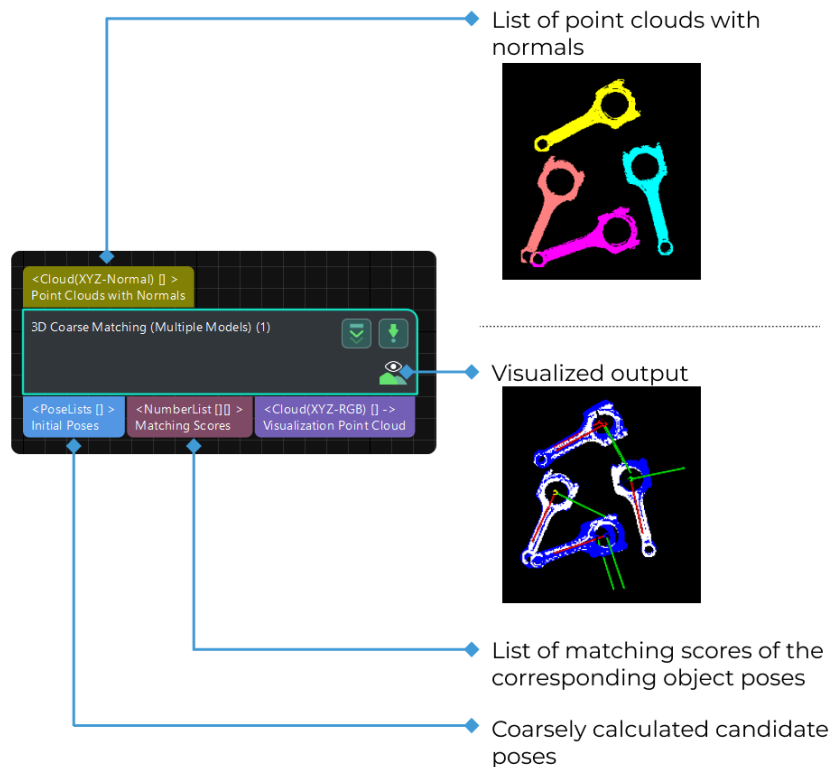 List of point clouds with
normals
<Cloud(XYZ-Normal) [] >
Point Clouds with Normals
3D Coarse Matching (Multiple Models) (1)
Visualized output
<PoseLists [] >
Initial Poses
<NumberList [][] >
Matching Scores
<Cloud(XYZ-RGB) [] ->
Visualization Point Cloud
List of matching scores of the
corresponding object poses
Coarsely calculated candidate
poses